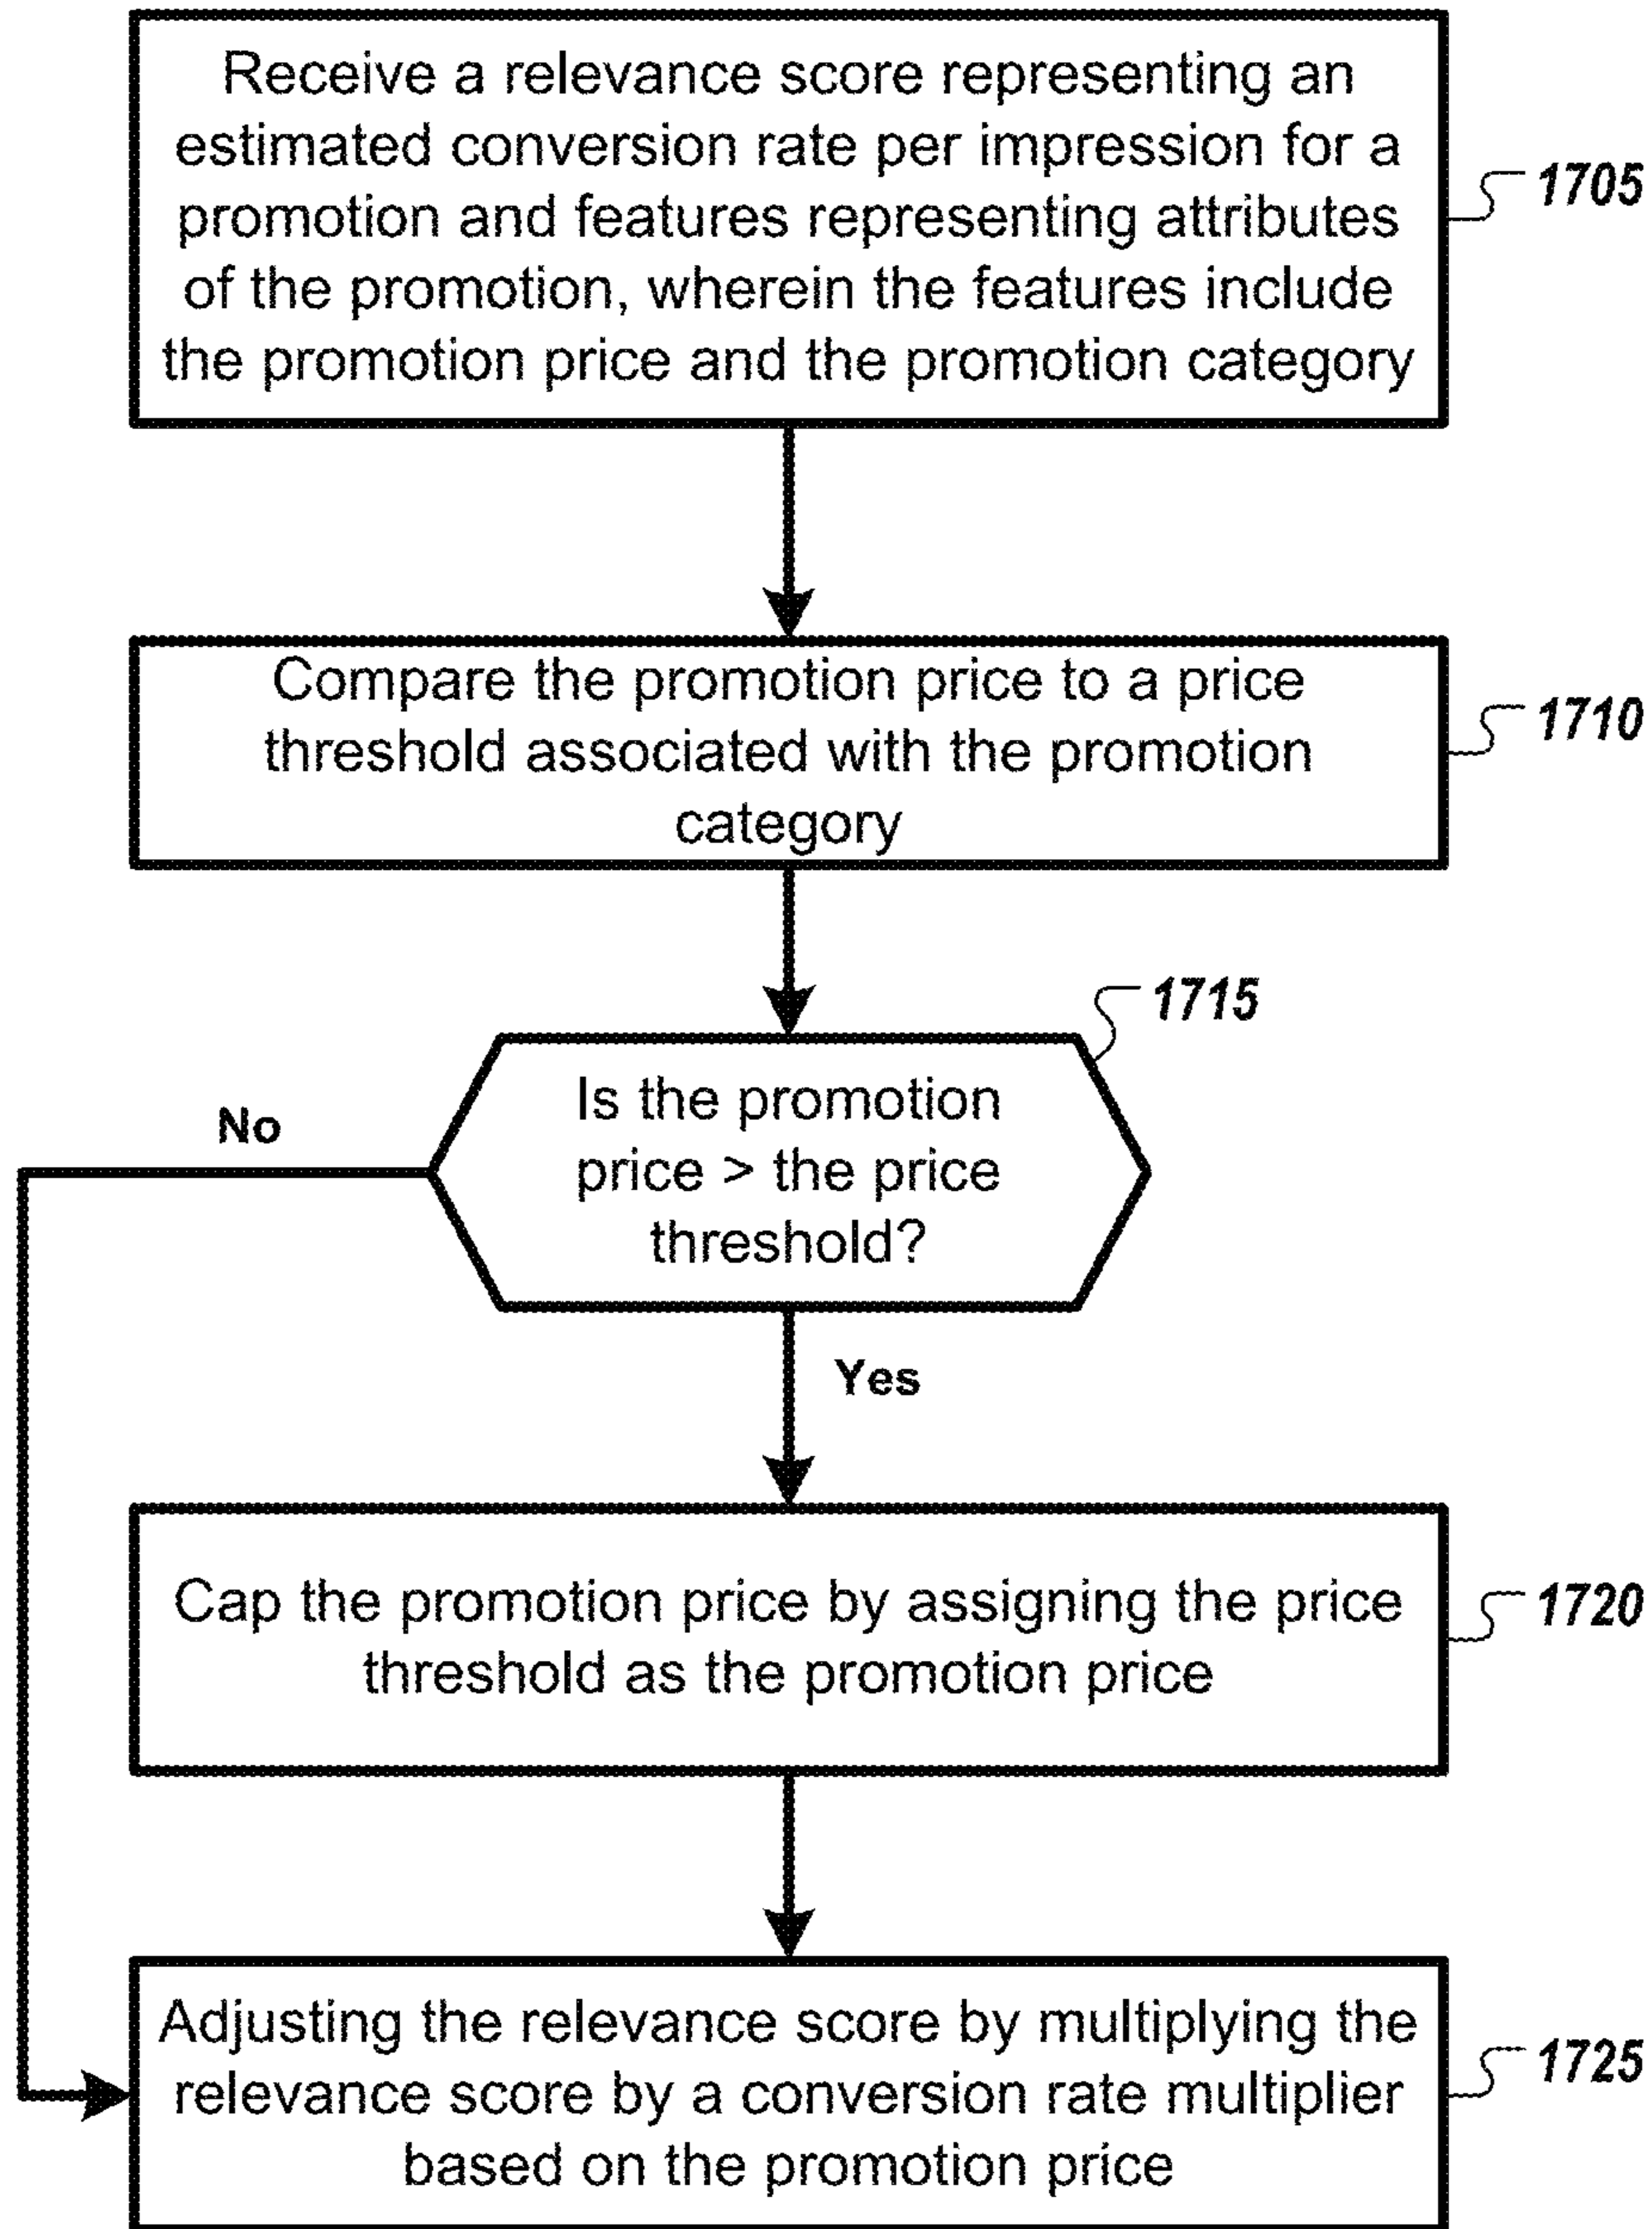 Receive a relevance score representing an
estimated conversion rate per impression for a
promotion and features representing attributes
of the promotion, wherein the features include
the promotion price and the promotion category
1705
Compare the promotion price to a price
threshold associated with the promotion
category
1710
1715
Is the promotion
price > the price
threshold?
No
Yes
Cap the promotion price by assigning the price
threshold as the promotion price
1720
Adjusting the relevance score by multiplying the
relevance score by a conversion rate multiplier
based on the promotion price
1725